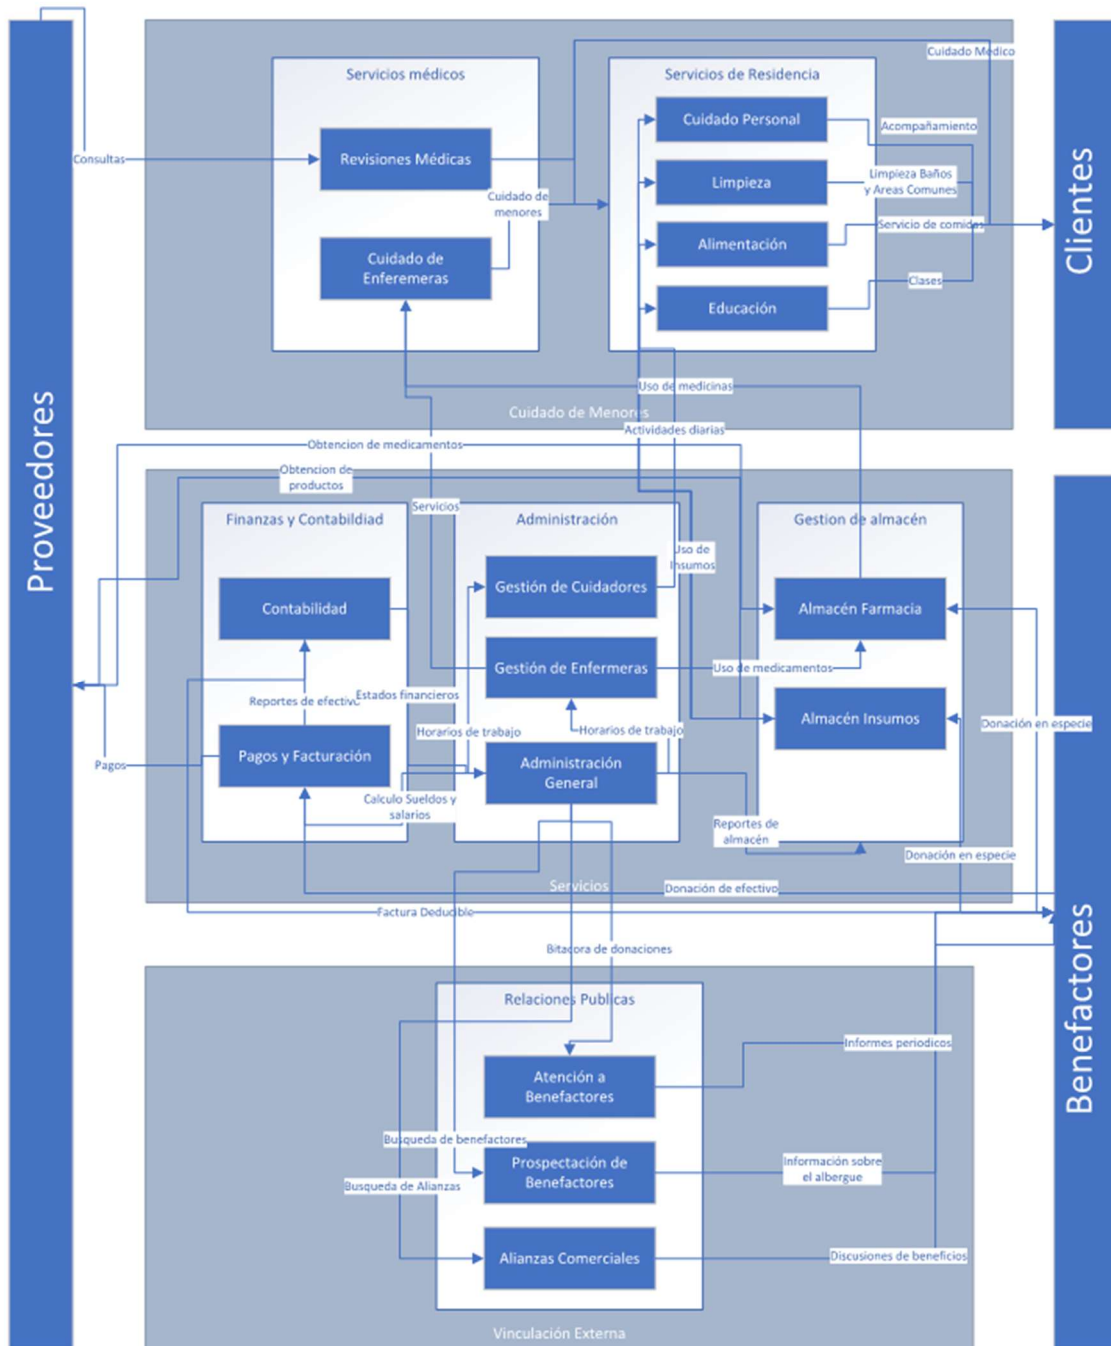 Proveedores
Clientes
Benefactores
Servicios médicos
Servicios de Residencia
Cuidado Medico
Cuidado Personal
Acompañamiento
Consultas
Revisiones Médicas
Limpieza
Limpieza Baños
y Areas Comunes
Cuidado de
menores
Servicio de comidas
Alimentación
Cuidado de
Enferemeras
Clases
Educación
Uso de medicinas
Cuidado de Menores
Actividades diarias
Obtencion de medicamentos
Obtencion de
productos
Servicios
Finanzas y Contabildiad
Administración
Gestion de almacén
Uso de
Insumos
Gestión de Cuidadores
Contabilidad
Almacén Farmacia
Gestión de Enfermeras
Uso de medicamentos
Estados financieros
Reportes de efectivo
Almacén Insumos
Donación en especie
Horarios de trabajo
Horarios de trabajo
Pagos
Pagos y Facturación
Administración
General
Calculo Sueldos y
salarios
Reportes de
almacén
Donación en especie
Servicios
Donación de efectivo
Factura Deducible
Bitacora de donaciones
Relaciones Publicas
Informes periodicos
Atención a
Benefactores
Busqueda de benefactores
Prospectación de
Benefactores
Información sobre
el albergue
Busqueda de Alianzas
Alianzas Comerciales
Discusiones de beneficios
Vinculación Externa